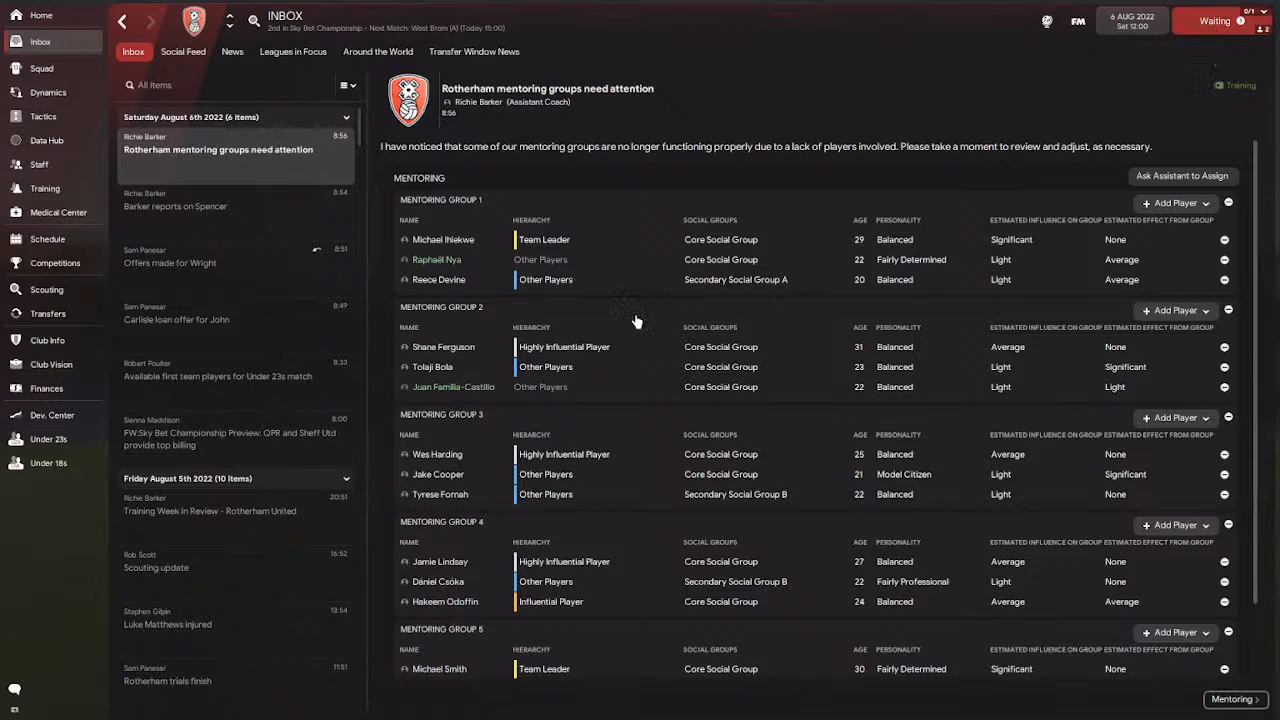 Home
Inbox
Squad
Dynamics
Tactics
Data Hub
Staff
Training
Medical Center
Schedule
Competitions
Scouting
Transfers
Club Info
Club Vision
Finances
Dev. Center
Under 23s
Under 18s
INBOX
2nd in Sky Bet Championship - Next Match: West Brom (A) (Today 15:00)
FM
6 AUG 2022
Sat 12:00
Waiting
0/1
2
Inbox Social Feed News Leagues in Focus Around the World Transfer Window News
All Items
Saturday August 6th 2022 (6 items)
Richie Barker 8:56
Rotherham mentoring groups need attention
Richie Barker 8:54
Barker reports on Spencer
Sam Panesar 8:51
Offers made for Wright
Sam Panesar 8:49
Carlisle loan offer for John
Robert Poulter 8:33
Available first team players for Under 23s match
Sienna Maddison 8:00
FW:Sky Bet Championship Preview: QPR and Sheff Utd
provide top billing
Friday August 5th 2022 (10 items)
Richie Barker 20:51
Training Week In Review - Rotherham United
Rob Scott 16:52
Scouting update
Stephen Gilpin 13:54
Luke Matthews injured
Sam Panesar 11:51
Rotherham trials finish
Rotherham mentoring groups need attention
Richie Barker (Assistant Coach)
8:56
Training
I have noticed that some of our mentoring groups are no longer functioning properly due to a lack of players involved. Please take a moment to review and adjust, as necessary.
MENTORING Ask Assistant to Assign
MENTORING GROUP 1 Add Player
NAME HIERARCHY SOCIAL GROUPS AGE PERSONALITY ESTIMATED INFLUENCE ON GROUP ESTIMATED EFFECT FROM GROUP
Michael Ihiekwe Team Leader Core Social Group 29 Balanced Significant None
Raphaël Nya Other Players Core Social Group 22 Fairly Determined Light Average
Reece Devine Other Players Secondary Social Group A 20 Balanced Light Average
MENTORING GROUP 2 Add Player
NAME HIERARCHY SOCIAL GROUPS AGE PERSONALITY ESTIMATED INFLUENCE ON GROUP ESTIMATED EFFECT FROM GROUP
Shane Ferguson Highly Influential Player Core Social Group 31 Balanced Average None
Tolaji Bola Other Players Core Social Group 23 Balanced Light Significant
Juan Familia-Castillo Other Players Core Social Group 22 Balanced Light Light
MENTORING GROUP 3 Add Player
NAME HIERARCHY SOCIAL GROUPS AGE PERSONALITY ESTIMATED INFLUENCE ON GROUP ESTIMATED EFFECT FROM GROUP
Wes Harding Highly Influential Player Core Social Group 25 Balanced Average None
Jake Cooper Other Players Core Social Group 21 Model Citizen Light Significant
Tyrese Fornah Other Players Secondary Social Group B 22 Balanced Light None
MENTORING GROUP 4 Add Player
NAME HIERARCHY SOCIAL GROUPS AGE PERSONALITY ESTIMATED INFLUENCE ON GROUP ESTIMATED EFFECT FROM GROUP
Jamie Lindsay Highly Influential Player Core Social Group 27 Balanced Average None
Dániel Csóka Other Players Secondary Social Group B 22 Fairly Professional Light None
Hakeem Odoffin Influential Player Core Social Group 24 Balanced Average Average
MENTORING GROUP 5 Add Player
NAME HIERARCHY SOCIAL GROUPS AGE PERSONALITY ESTIMATED INFLUENCE ON GROUP ESTIMATED EFFECT FROM GROUP
Michael Smith Team Leader Core Social Group 30 Fairly Determined Significant None
Mentoring